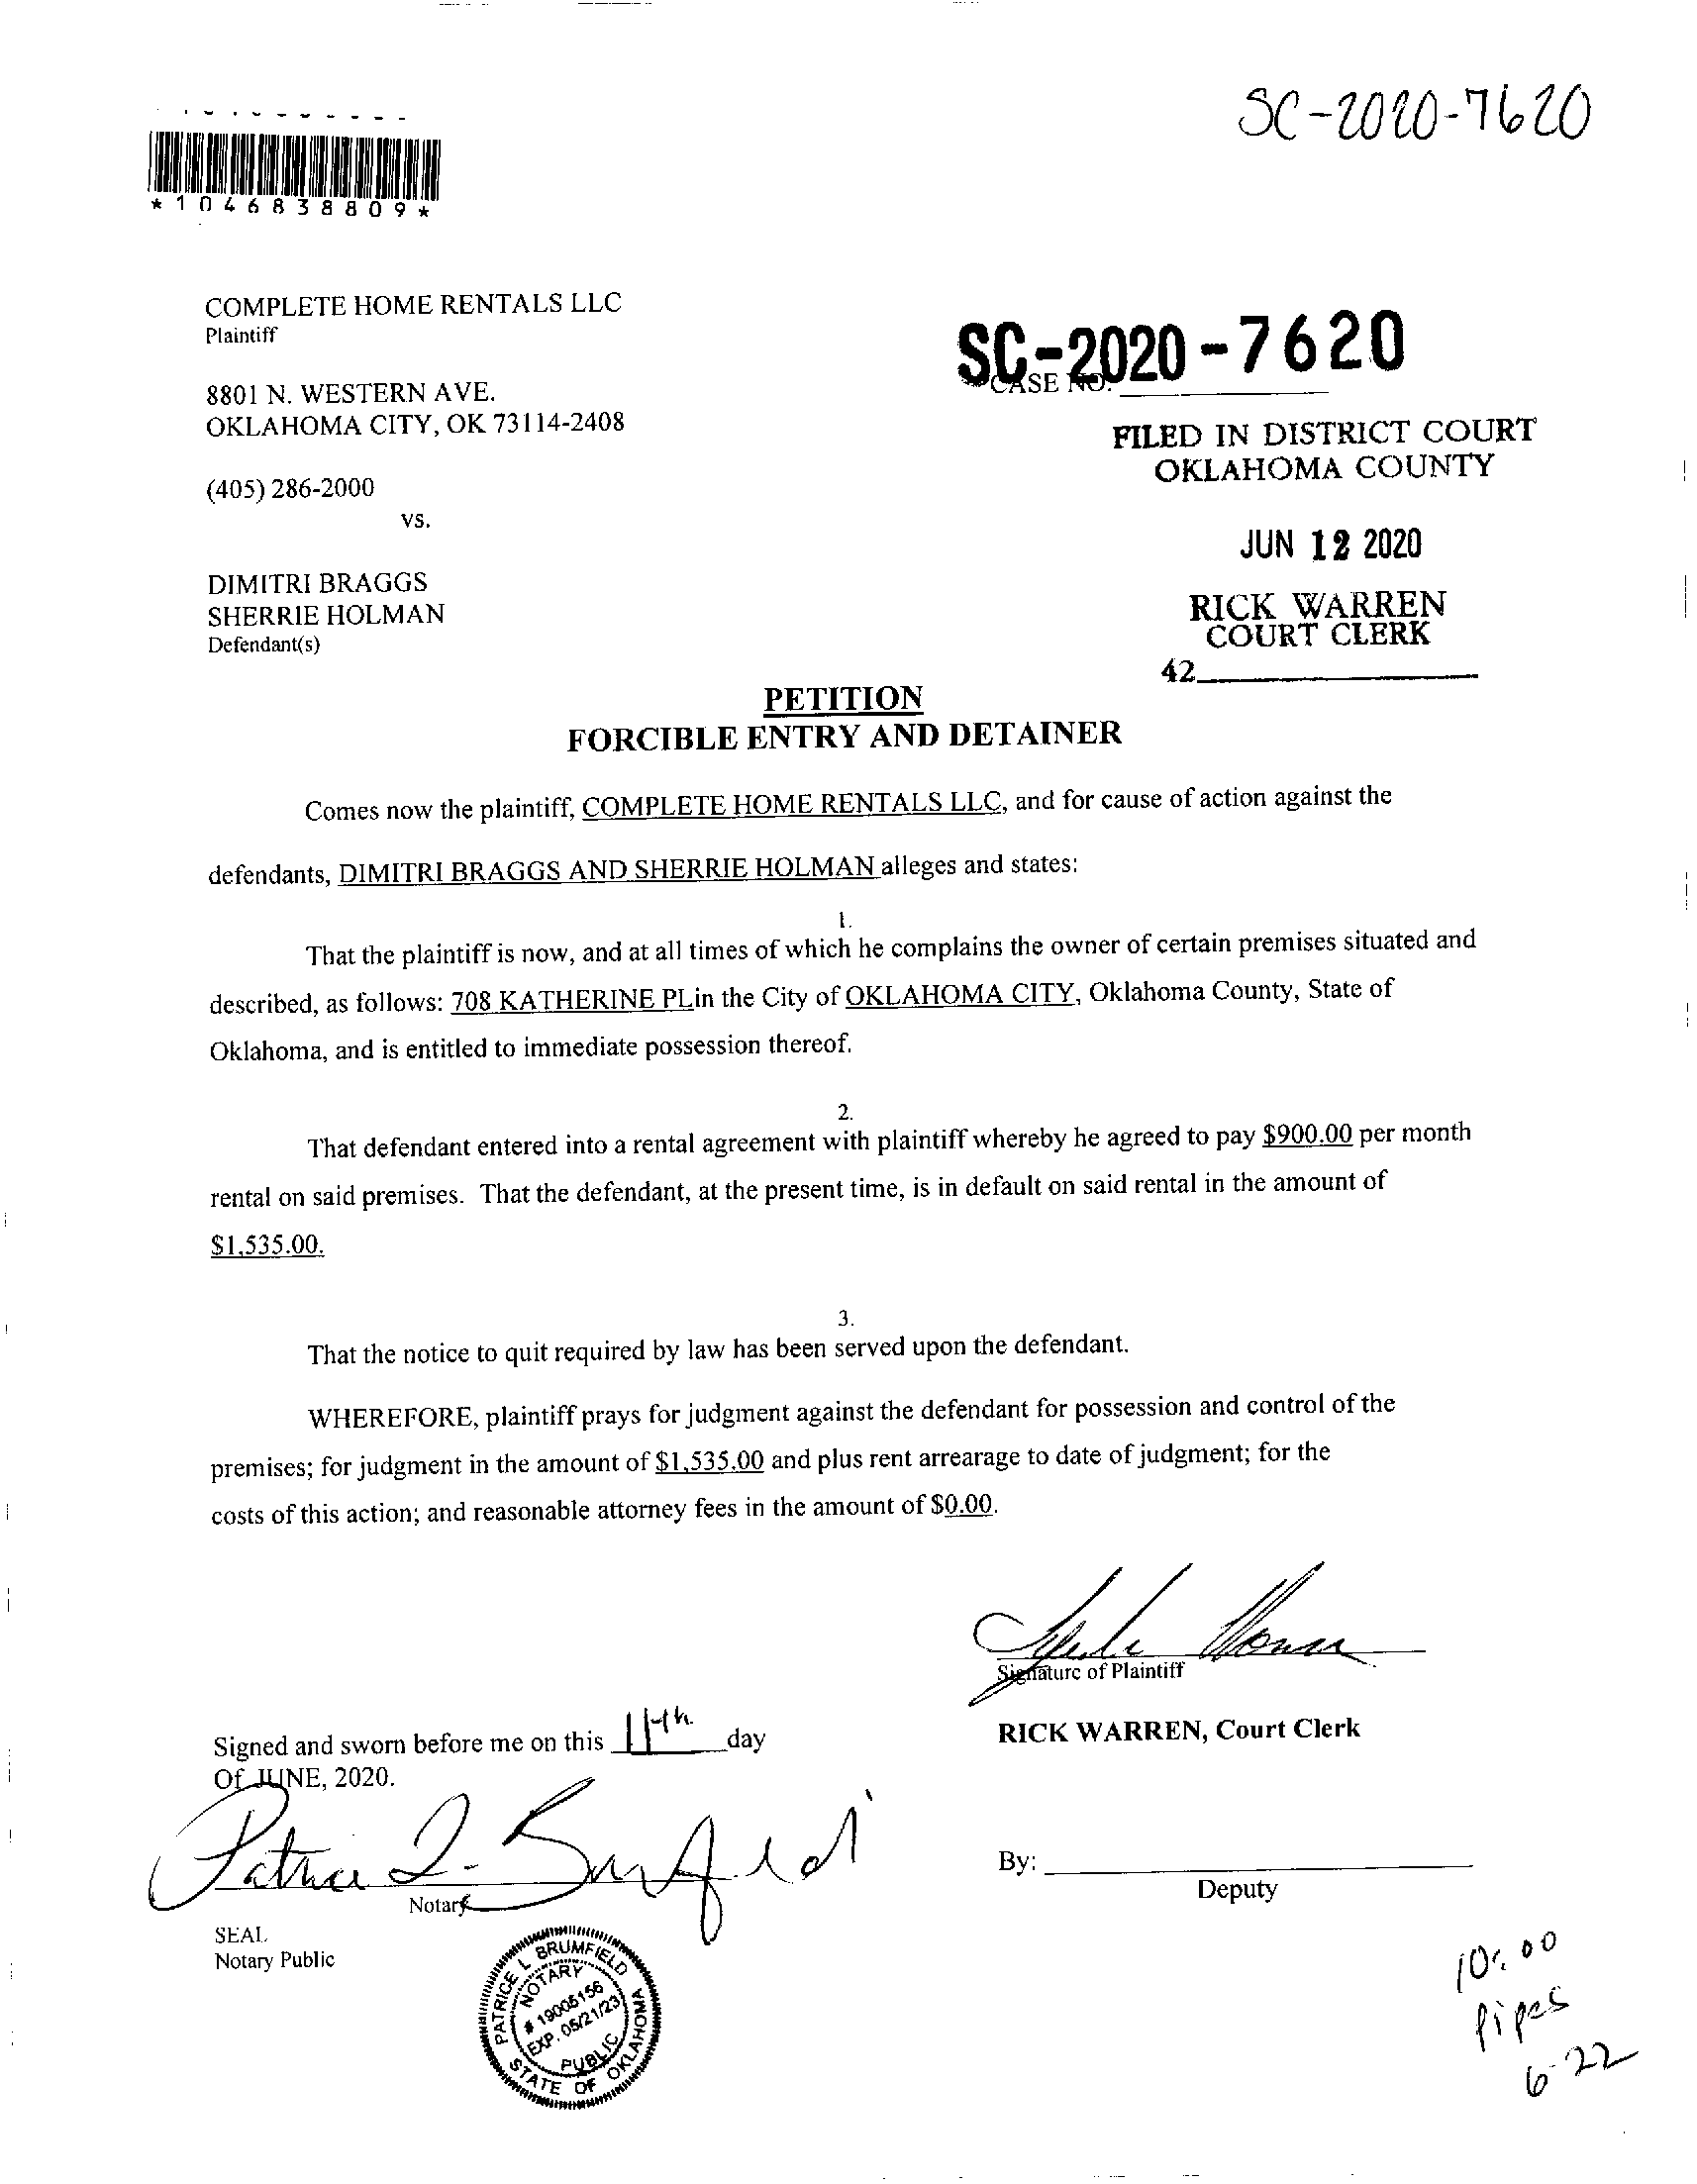 SC-2020-7620
*1046838809*
COMPLETE HOME RENTALS LLC
Plaintiff
SC-2020-7620
CASE NO.
8801 N. WESTERN AVE.
OKLAHOMA CITY, OK 73114-2408
FILED IN DISTRICT COURT
OKLAHOMA COUNTY
(405) 286-2000
vs.
JUN 12 2020
DIMITRI BRAGGS
SHERRIE HOLMAN
Defendant(s)
RICK WARREN
COURT CLERK
42
PETITION
FORCIBLE ENTRY AND DETAINER
Comes now the plaintiff, COMPLETE HOME RENTALS LLC, and for cause of action against the
defendants, DIMITRI BRAGGS AND SHERRIE HOLMAN alleges and states:
1.
That the plaintiff is now, and at all times of which he complains the owner of certain premises situated and
described, as follows: 708 KATHERINE PLin the City of OKLAHOMA CITY, Oklahoma County, State of
Oklahoma, and is entitled to immediate possession thereof.
2.
That defendant entered into a rental agreement with plaintiff whereby he agreed to pay $900.00 per month
rental on said premises. That the defendant, at the present time, is in default on said rental in the amount of
$1,535.00.
3.
That the notice to quit required by law has been served upon the defendant.
WHEREFORE, plaintiff prays for judgment against the defendant for possession and control of the
premises; for judgment in the amount of $1,535.00 and plus rent arrearage to date of judgment; for the
costs of this action; and reasonable attorney fees in the amount of $0.00.
Signature of Plaintiff
Signed and sworn before me on this 11th day
Of JUNE, 2020.
RICK WARREN, Court Clerk
Patrice L. Brumfield
Notary
By:
Deputy
SEAL
Notary Public
PATRICE L BRUMFIELD
NOTARY
# 19005156
EXP. 05/21/23
PUBLIC
STATE OF OKLAHOMA
Pipes
6-22